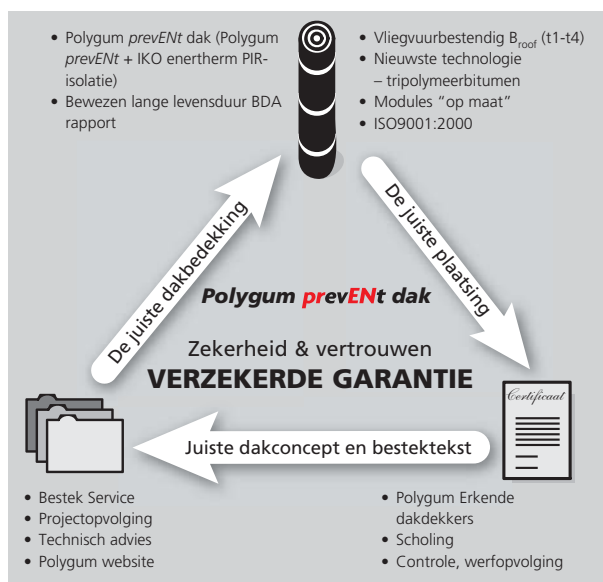 • Polygum prevENt dak (Polygum
prevENt + IKO enertherm PIR-
isolatie)
• Bewezen lange levensduur BDA
rapport
• Vliegvuurbestendig Broof (t1-t4)
• Nieuwste technologie
– tripolymeerbitumen
• Modules “op maat”
• ISO9001:2000
De juiste dakbedekking
De juiste plaatsing
Polygum prevENt dak
Zekerheid & vertrouwen
VERZEKERDE GARANTIE
Certificaat
Juiste dakconcept en bestektekst
• Bestek Service
• Projectopvolging
• Technisch advies
• Polygum website
• Polygum Erkende
dakdekkers
• Scholing
• Controle, werfopvolging